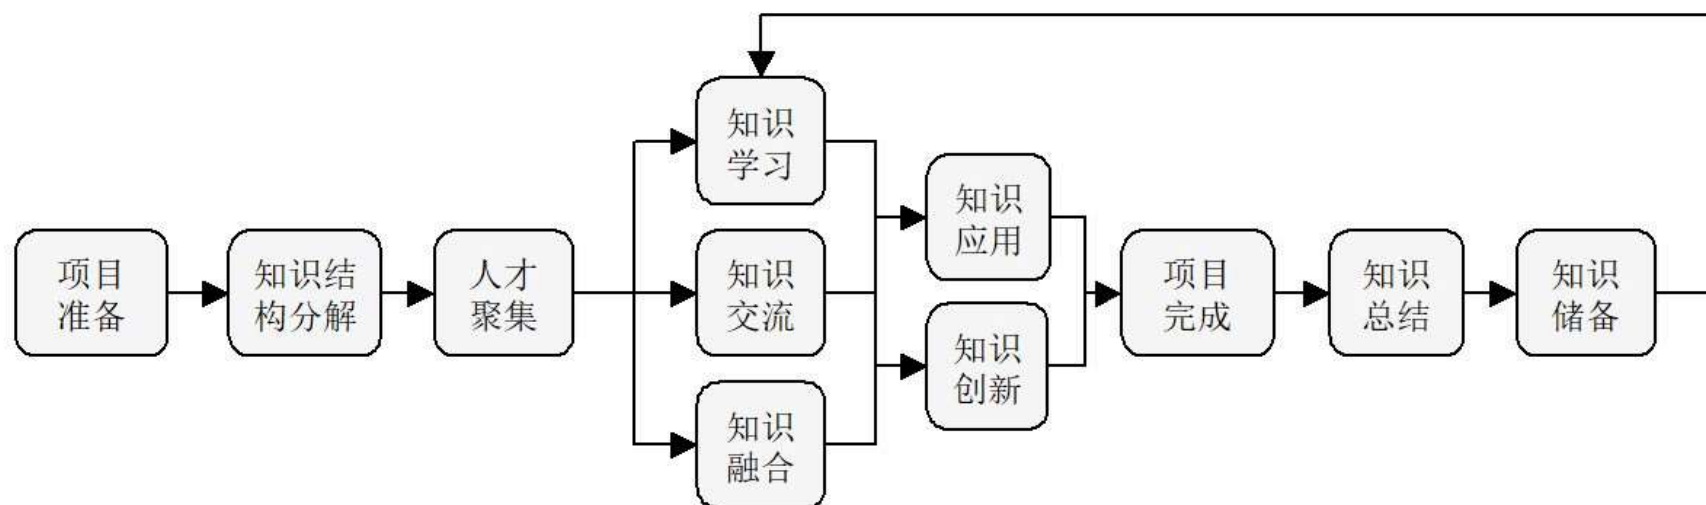 项目
准备
知识结
构分解
人才
聚集
知识
学习
知识
交流
知识
融合
知识
应用
知识
创新
项目
完成
知识
总结
知识
储备